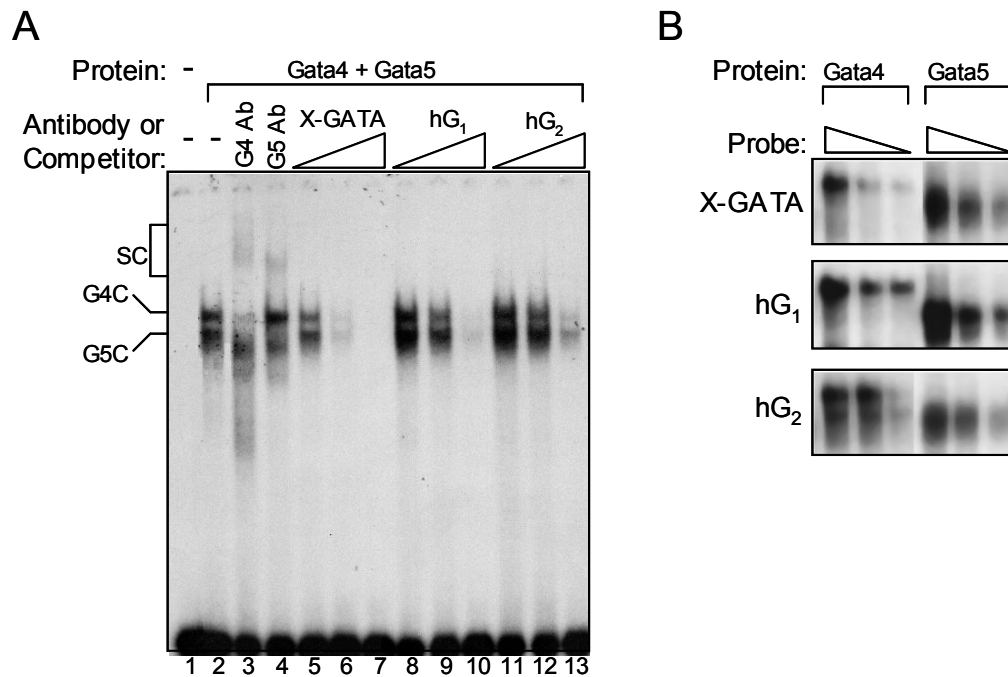 A
Protein: -
Gata4 + Gata5
Antibody or
Competitor:
- -
G4 Ab
G5 Ab
X-GATA
hG1
hG2
SC
G4C
G5C
1 2 3 4 5 6 7 8 9 10 11 12 13
B
Protein: Gata4 Gata5
Probe:
X-GATA
hG1
hG2